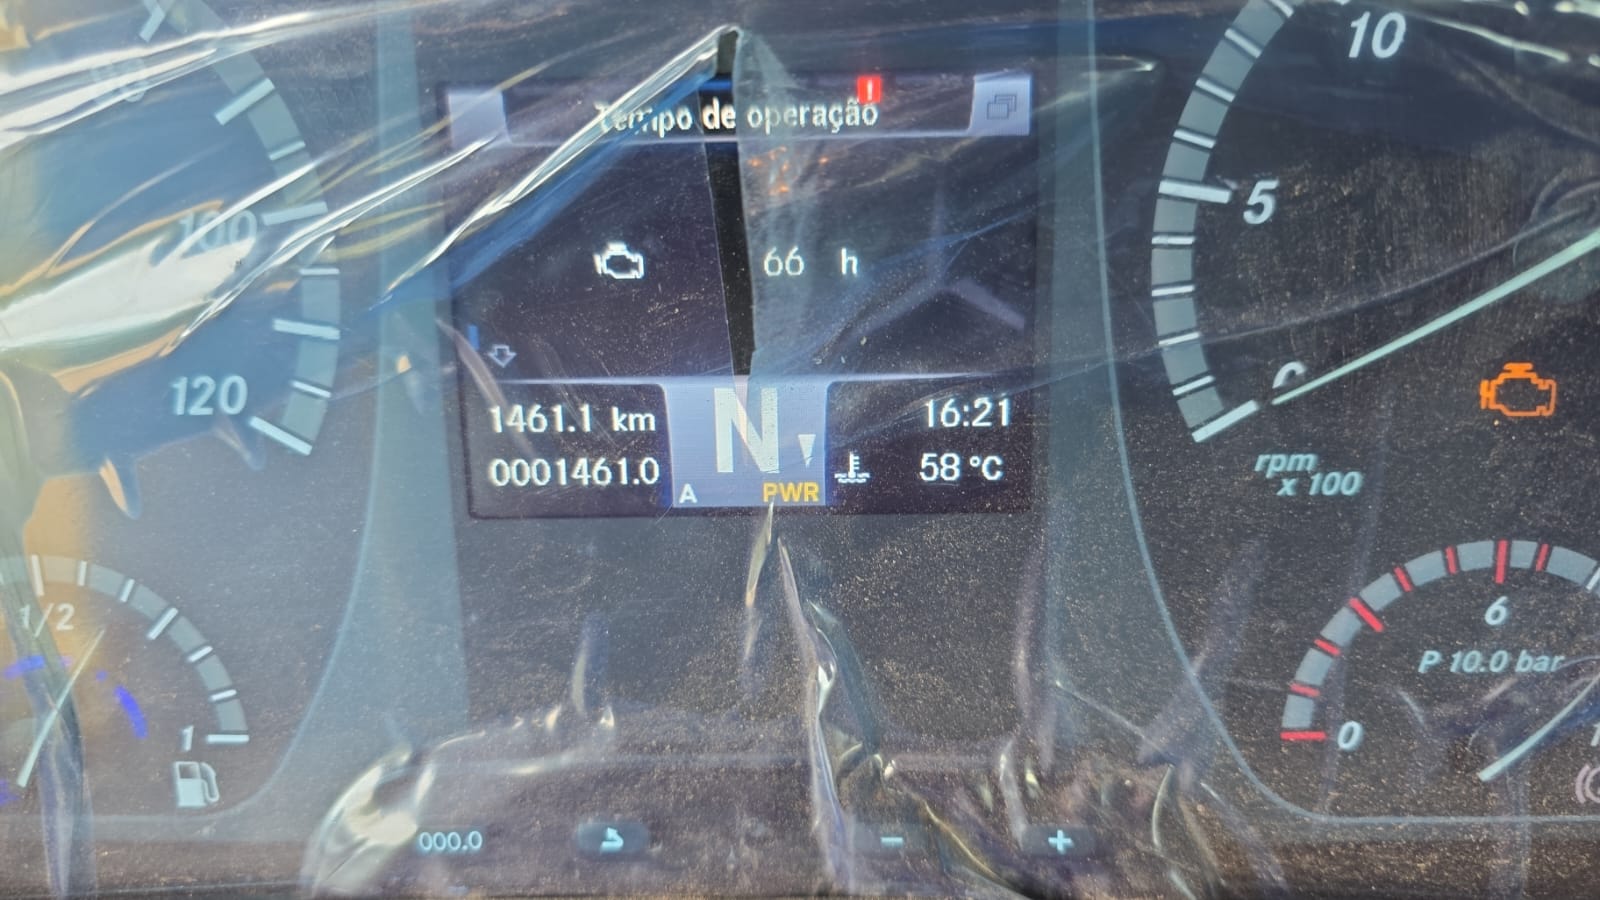 Tempo de operação
66 h
1461.1 km
0001461.0
N
A PWR
16:21
58 °C
100
120
10
5
0
rpm
x 100
1/2
1
6
P 10.0 bar
0
000.0
- +